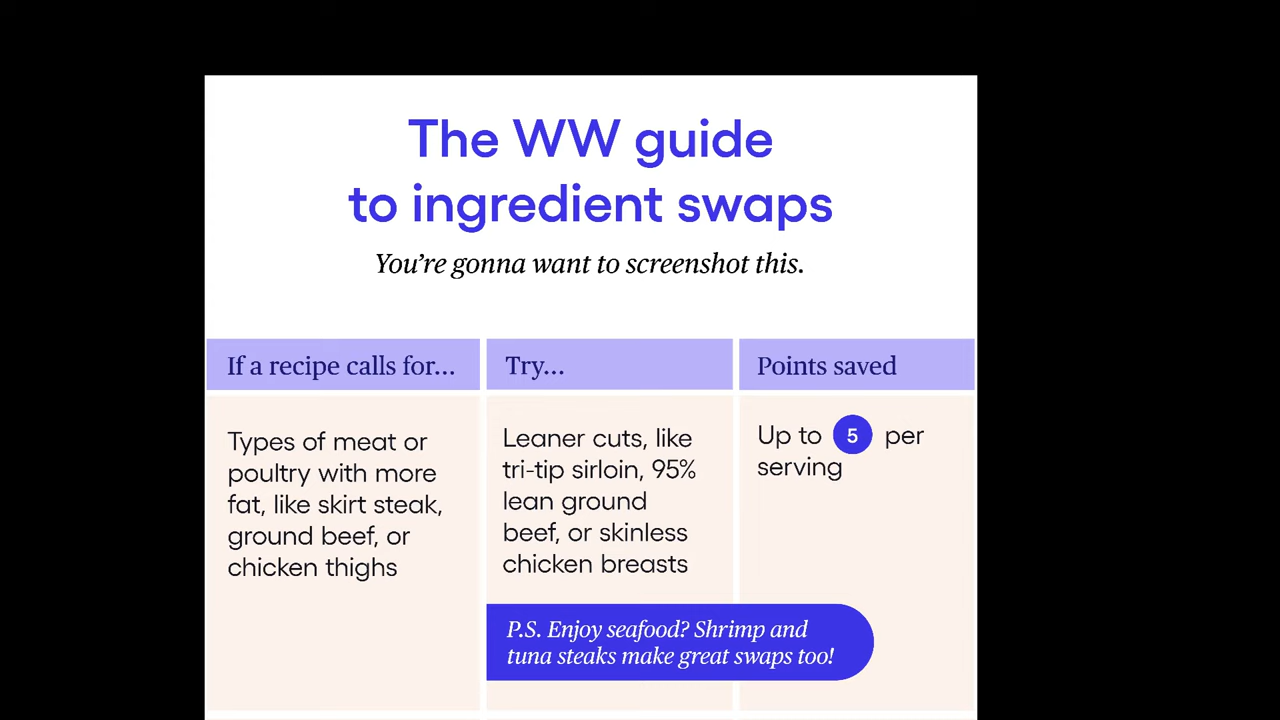 The WW guide
to ingredient swaps
You’re gonna want to screenshot this.
If a recipe calls for...
Try...
Points saved
Types of meat or
poultry with more
fat, like skirt steak,
ground beef, or
chicken thighs
Leaner cuts, like
tri-tip sirloin, 95%
lean ground
beef, or skinless
chicken breasts
Up to 5 per
serving
P.S. Enjoy seafood? Shrimp and
tuna steaks make great swaps too!